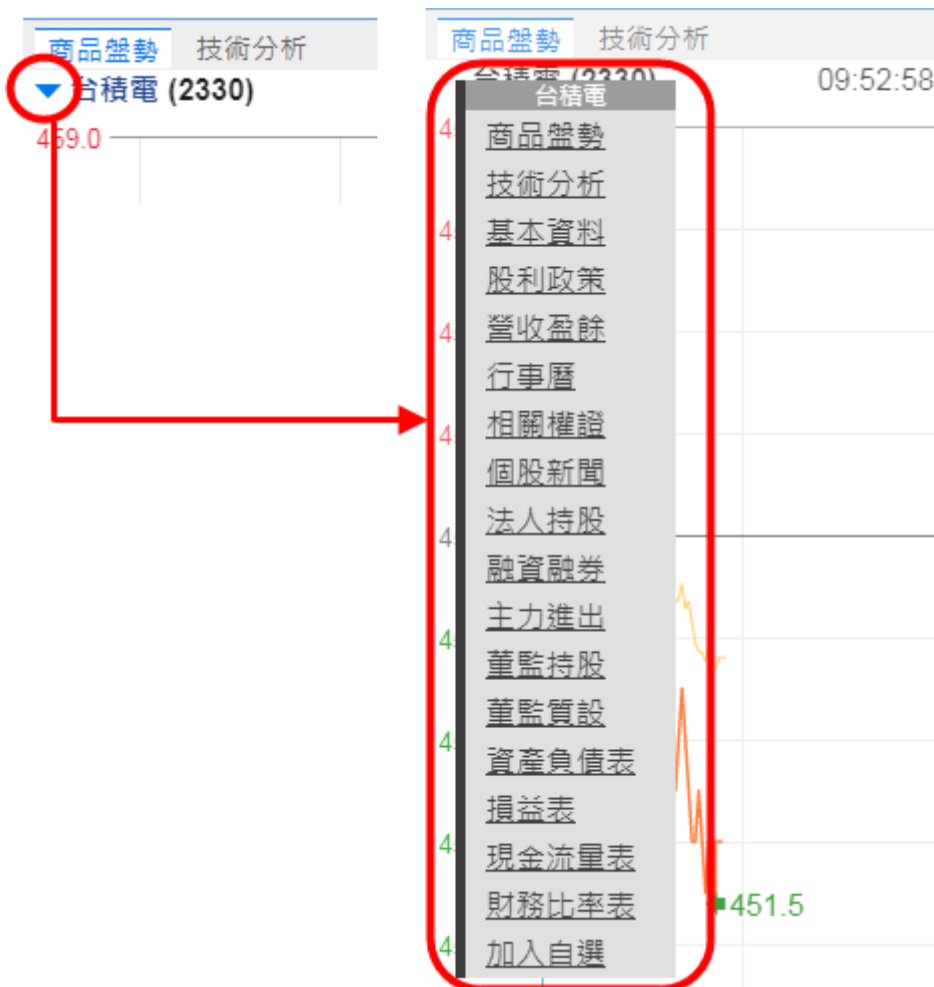 商品盤勢 技術分析
台積電 (2330)
459.0
商品盤勢 技術分析
台積電 (2330) 09:52:58
台積電
商品盤勢
技術分析
基本資料
股利政策
營收盈餘
行事曆
相關權證
個股新聞
法人持股
融資融券
主力進出
董監持股
董監質設
資產負債表
損益表
現金流量表
財務比率表
451.5
加入自選